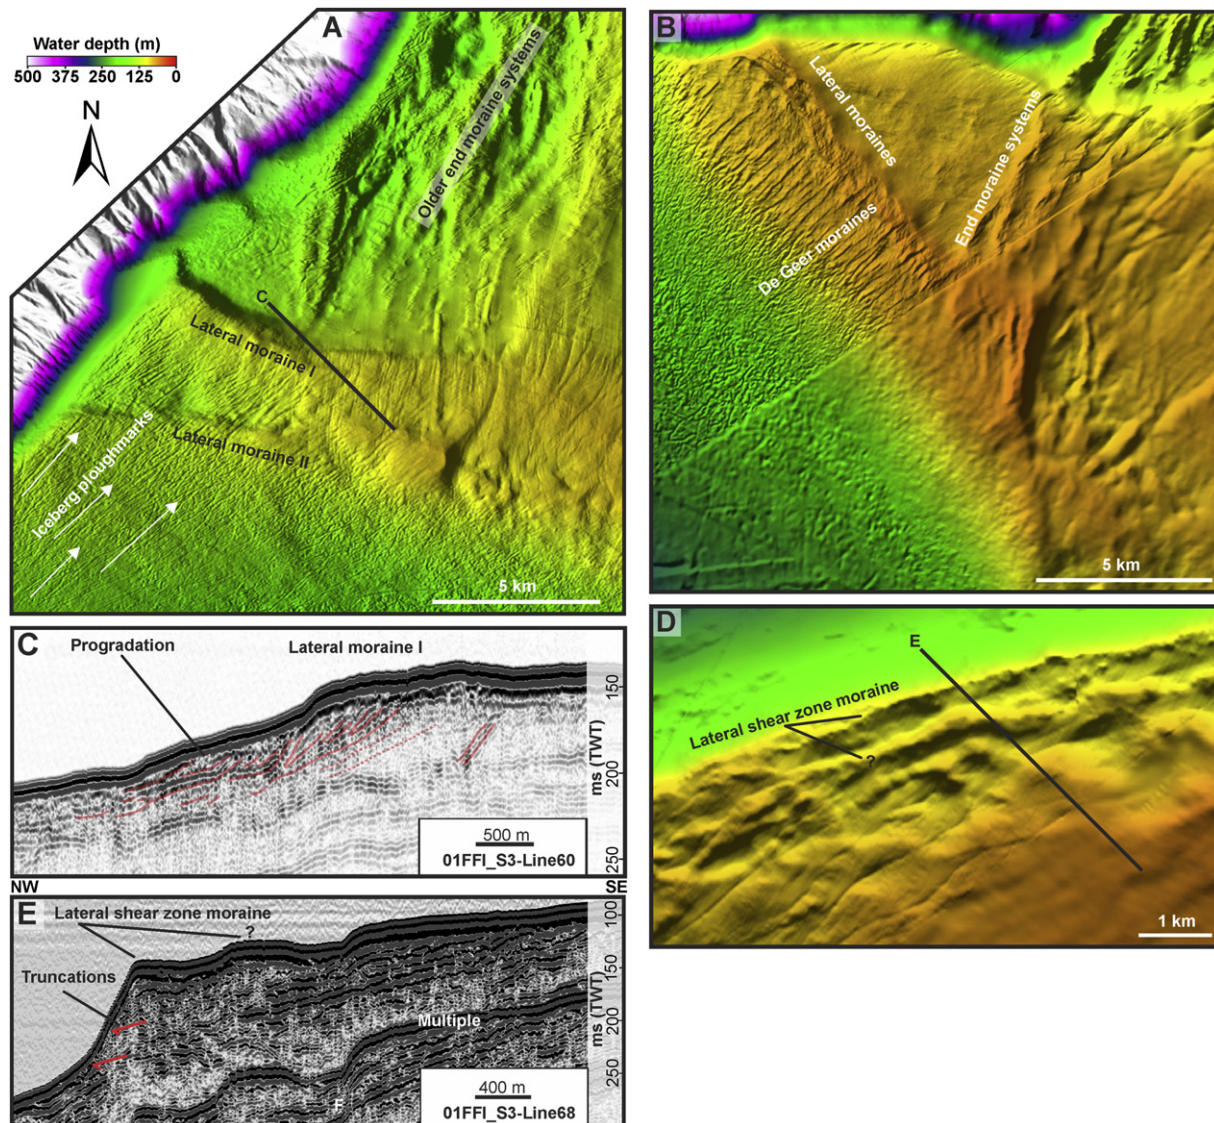 A
Water depth (m)
500 375 250 125 0
N
Older end moraine systems
C
Lateral moraine I
Lateral moraine II
Iceberg ploughmarks
5 km
B
Lateral moraines
End moraine systems
De Geer moraines
5 km
C
Progradation
Lateral moraine I
150
200
250
ms (TWT)
500 m
01FFI_S3-Line60
NW
SE
D
E
Lateral shear zone moraine
?
1 km
E
Lateral shear zone moraine
?
Truncations
Multiple
F
100
150
200
250
ms (TWT)
400 m
01FFI_S3-Line68